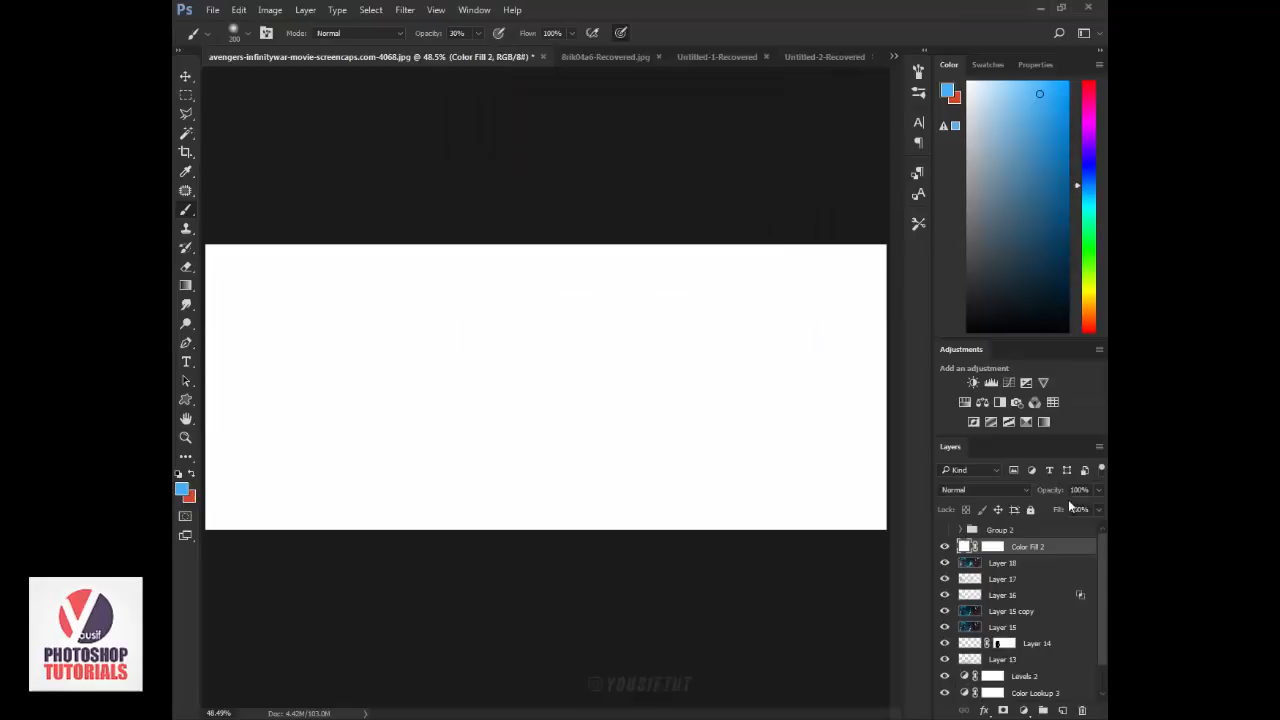 Ps File Edit Image Layer Type Select Filter View Window Help
200 Mode: Normal Opacity: 30% Flow: 100%
avengers-infinitywar-movie-screencaps.com-4068.jpg @ 48.5% (Color Fill 2, RGB/8#) * × 8rik04a6-Recovered.jpg × Untitled-1-Recovered × Untitled-2-Recovered
Color Swatches Properties
Adjustments
Add an adjustment
Layers
Kind
Normal Opacity: 100%
Lock: Fill:
Group 2
Color Fill 2
Layer 18
Layer 17
Layer 16
Layer 15 copy
Layer 15
Layer 14
Layer 13
Levels 2
Color Lookup 3
48.49% Doc: 4.42M/103.0M
YOUSIFTUT
Yousif
PHOTOSHOP
TUTORIALS